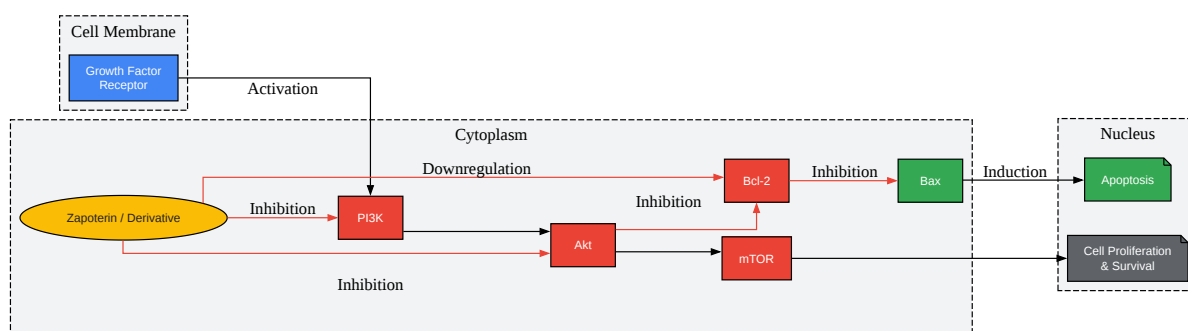 Cell Membrane
Growth Factor
Receptor
Activation
Cytoplasm
Nucleus
Downregulation
Bcl-2
Inhibition
Bax
Induction
Apoptosis
Zapoterin / Derivative
Inhibition
PI3K
Inhibition
Akt
mTOR
Cell Proliferation
& Survival
Inhibition